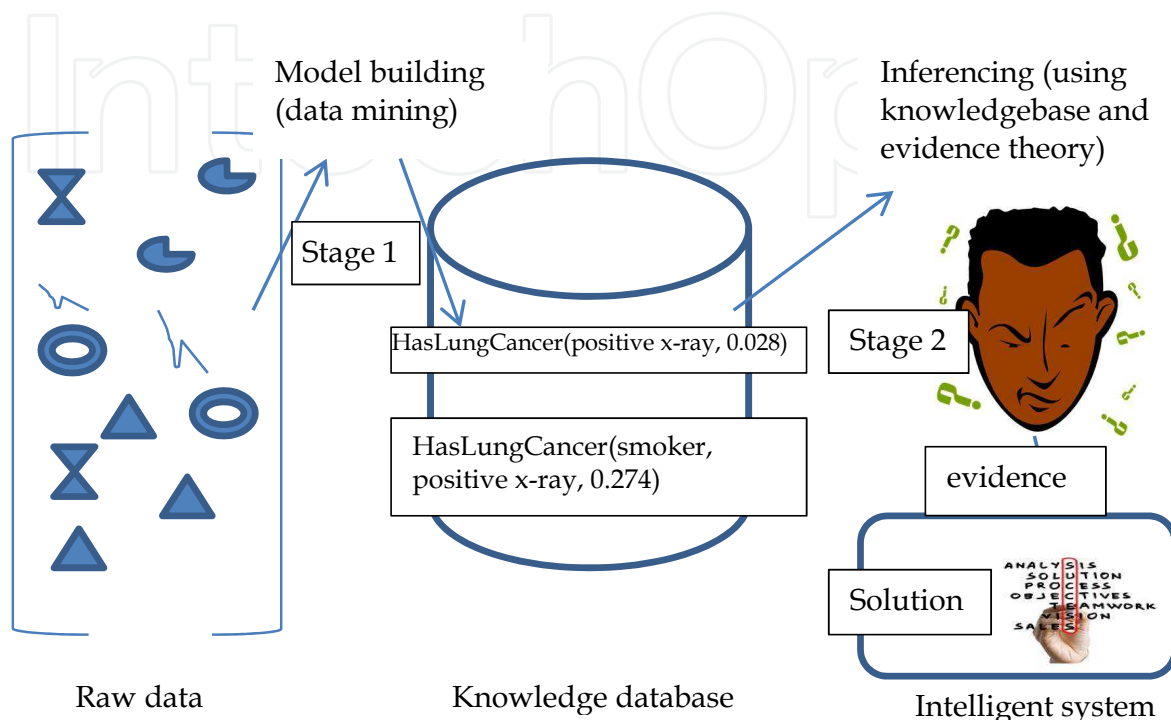 IntechOp
Model building
(data mining)
Inferencing (using
knowledgebase and
evidence theory)
Stage 1
HasLungCancer(positive x-ray, 0.028)
Stage 2
HasLungCancer(smoker,
positive x-ray, 0.274)
evidence
Solution
ANALYSIS
SOLUTION
PROCESS
OBJECTIVES
TEAMWORK
VISION
SALES
Raw data
Knowledge database
Intelligent system